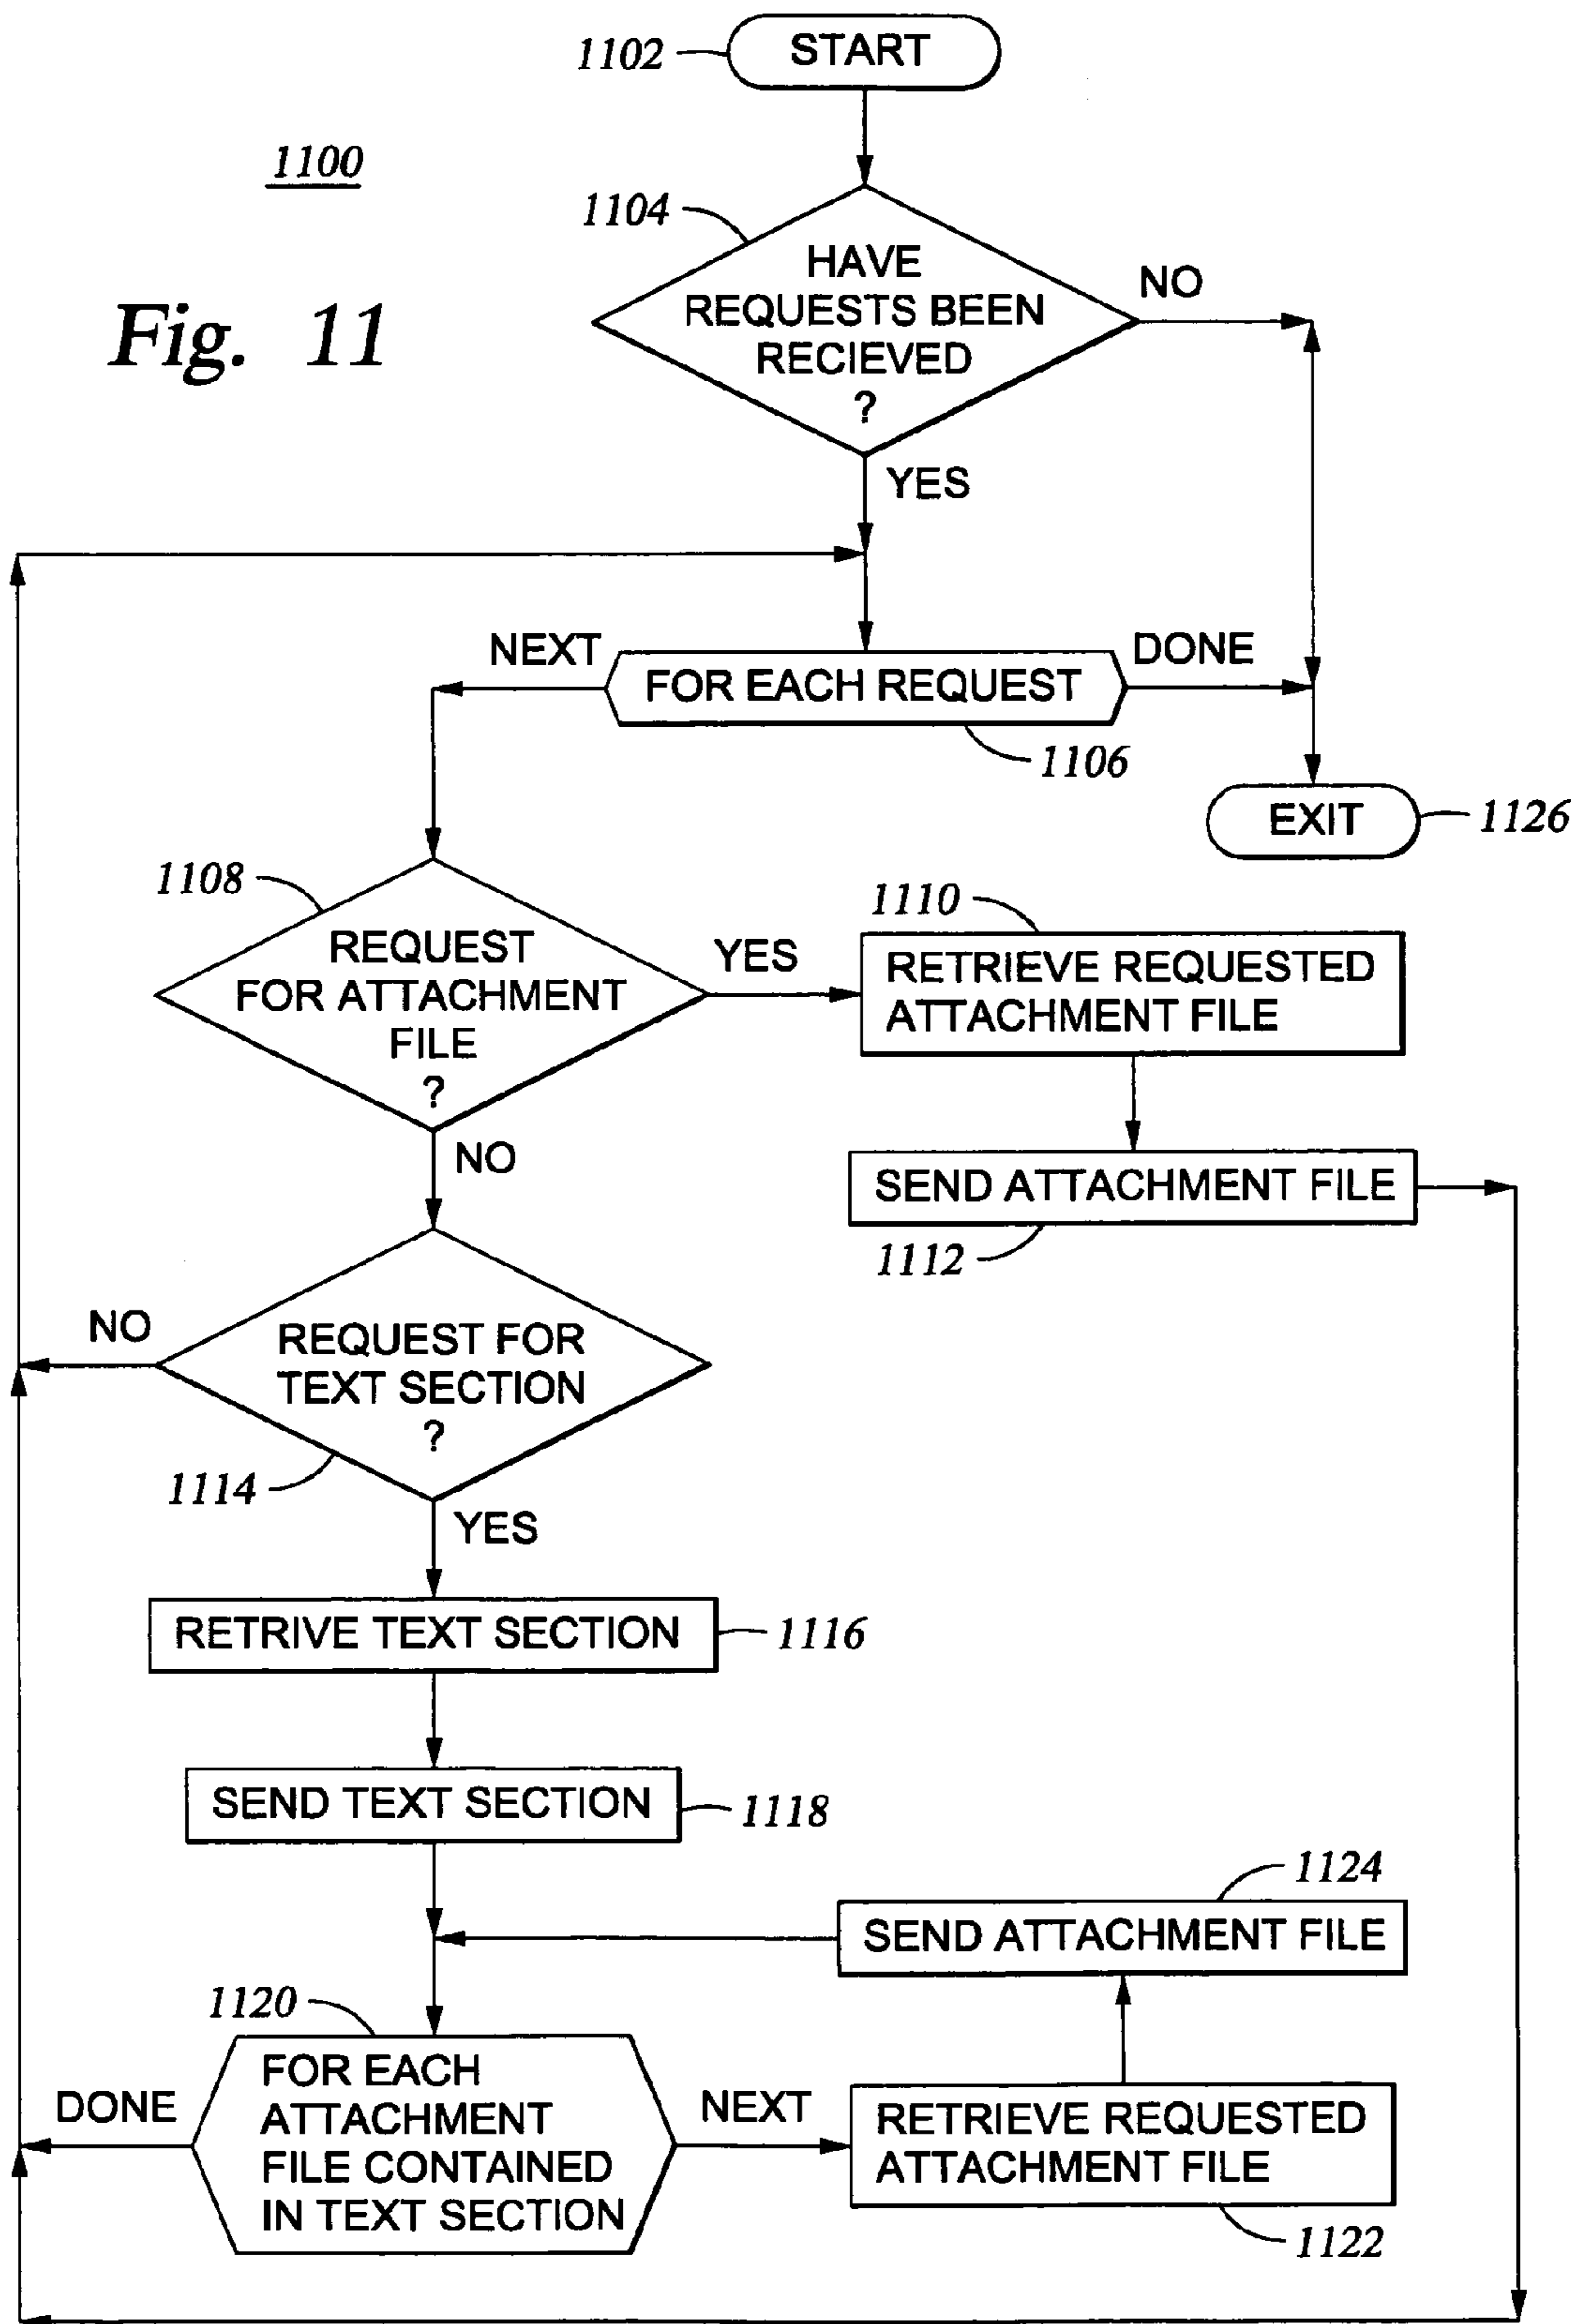 1102
START
1100
1104
HAVE
REQUESTS BEEN
RECIEVED
?
NO
Fig. 11
YES
NEXT
DONE
FOR EACH REQUEST
1106
EXIT
1126
1108
REQUEST
FOR ATTACHMENT
FILE
?
YES
1110
RETRIEVE REQUESTED
ATTACHMENT FILE
NO
SEND ATTACHMENT FILE
1112
NO
REQUEST FOR
TEXT SECTION
?
1114
YES
RETRIVE TEXT SECTION
1116
SEND TEXT SECTION
1118
1124
SEND ATTACHMENT FILE
1120
FOR EACH
ATTACHMENT
FILE CONTAINED
IN TEXT SECTION
DONE
NEXT
RETRIEVE REQUESTED
ATTACHMENT FILE
1122